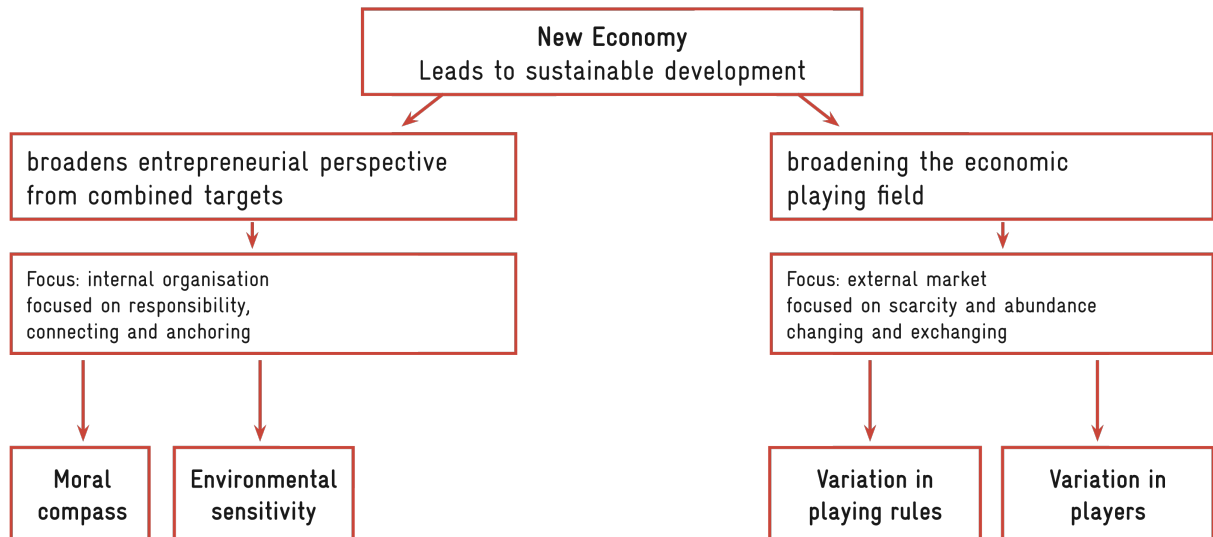 New Economy
Leads to sustainable development
broadens entrepreneurial perspective
from combined targets
broadening the economic
playing field
Focus: internal organisation
focused on responsibility,
connecting and anchoring
Focus: external market
focused on scarcity and abundance
changing and exchanging
Moral
compass
Environmental
sensitivity
Variation in
playing rules
Variation in
players